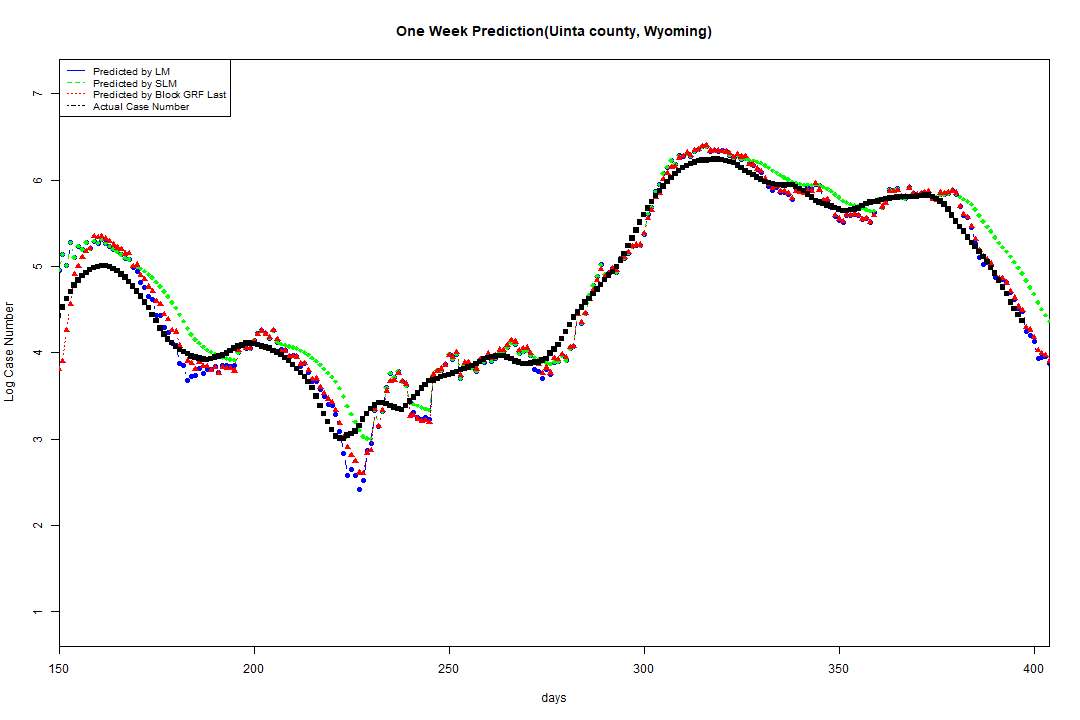 One Week Prediction(Uinta county, Wyoming)
Predicted by LM
Predicted by SLM
Predicted by Block GRF Last
Actual Case Number
7
6
5
4
3
2
1
Log Case Number
150 200 250 300 350 400
days